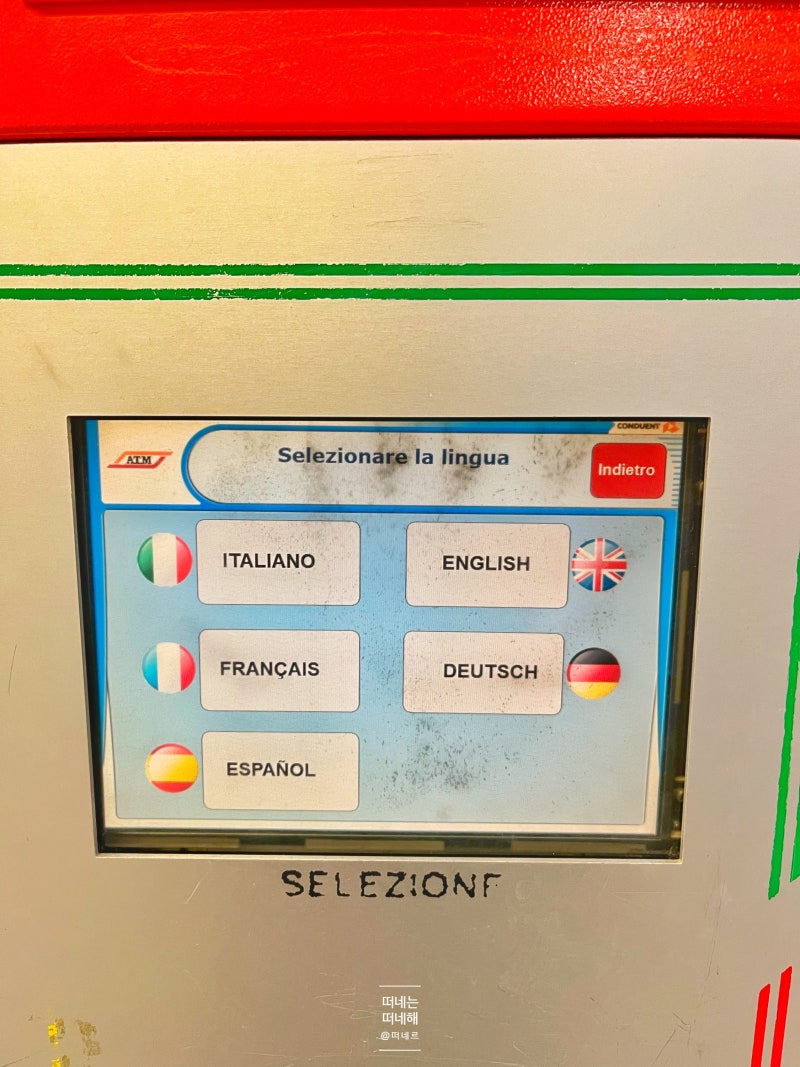 CONDUENT
ATM
Selezionare la lingua
Indietro
ITALIANO
ENGLISH
FRANÇAIS
DEUTSCH
ESPAÑOL
SELEZIONE
떠네는
떠네해
@떠네르